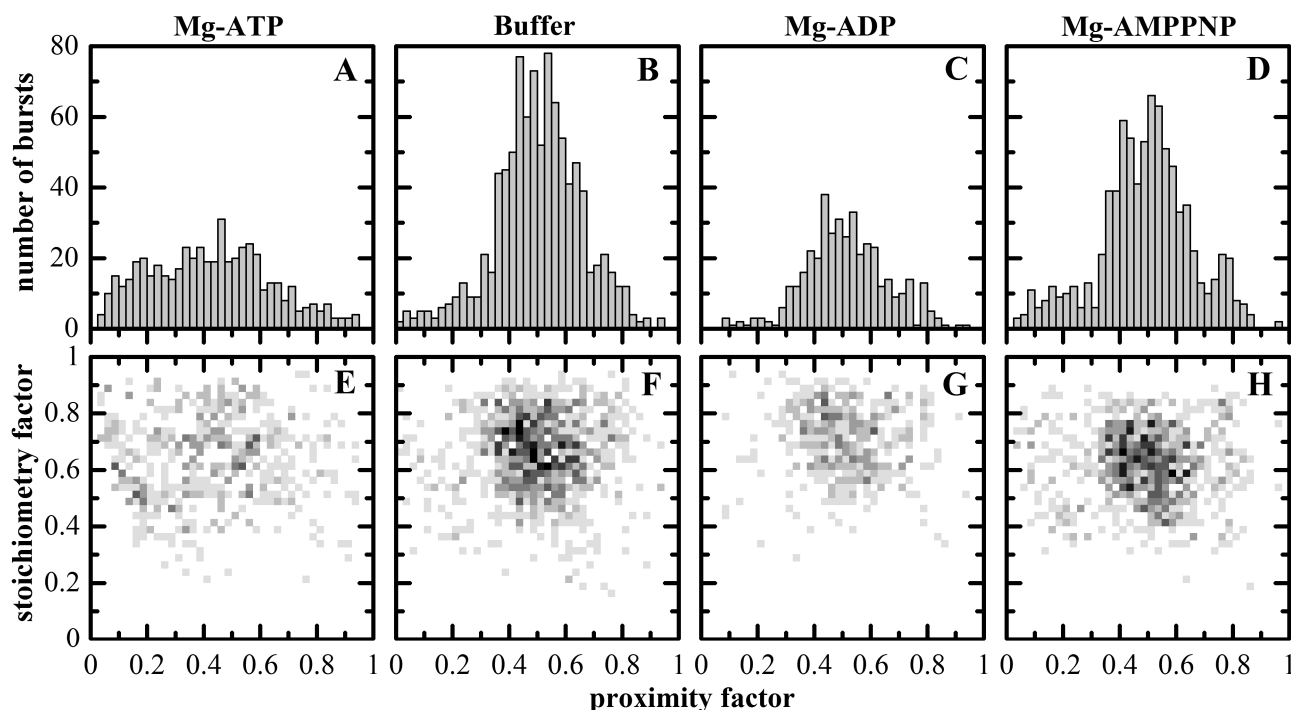 Mg-ATP Buffer Mg-ADP Mg-AMPPNP
A B C D
number of bursts
80
60
40
20
0
E F G H
stoichiometry factor
1
0.8
0.6
0.4
0.2
0
0 0.2 0.4 0.6 0.8 1 0 0.2 0.4 0.6 0.8 1 0 0.2 0.4 0.6 0.8 1 0 0.2 0.4 0.6 0.8 1
proximity factor